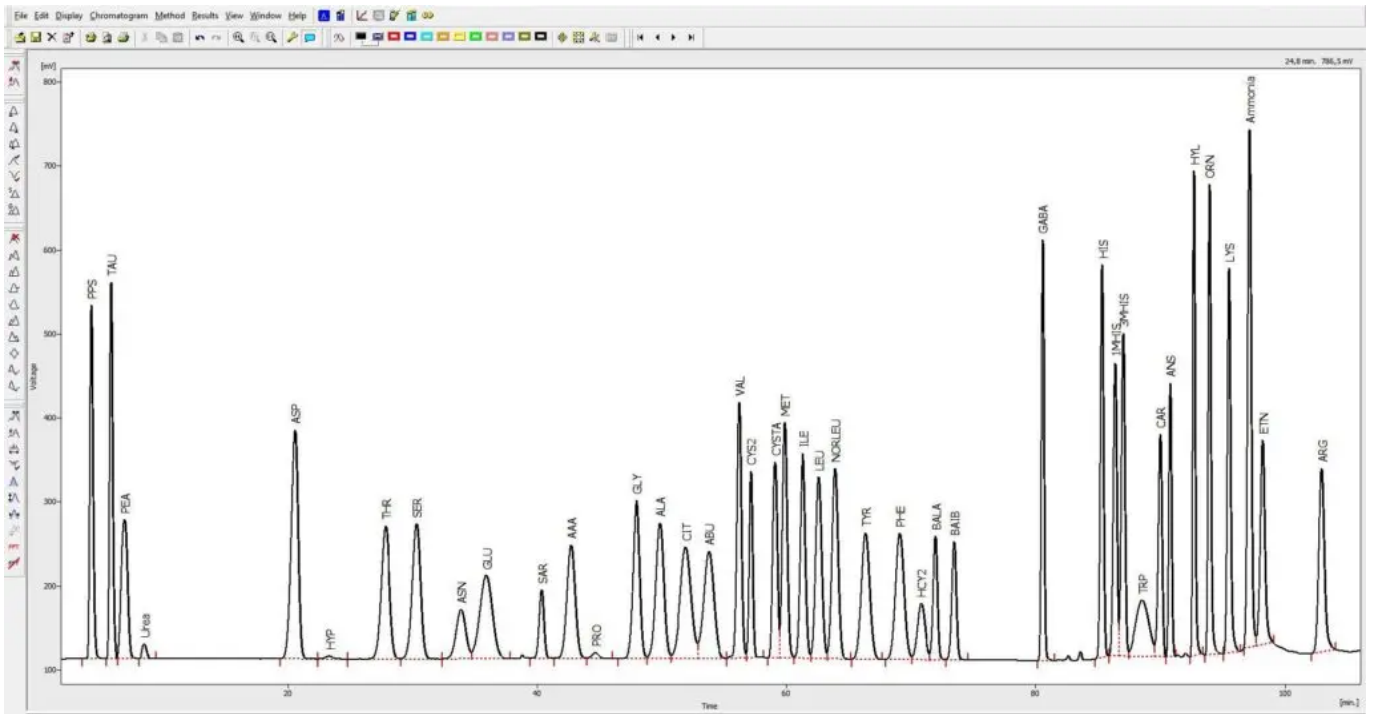 File Edit Display Chromatogram Method Results View Window Help
[mV]
24,8 min. 786,5 mV
800
700
600
500
400
300
200
100
Voltage
PPS
TAU
PEA
Urea
ASP
HYP
THR
SER
ASN
GLU
SAR
AAA
PRO
GLY
ALA
CIT
ABU
VAL
CYS2
CYSTA
MET
ILE
LEU
NORLEU
TYR
PHE
HCY2
BALA
BAIB
GABA
HIS
1MHIS
3MHIS
TRP
CAR
ANS
HYL
ORN
LYS
Ammonia
ETN
ARG
20
40
60
80
100
Time
[min.]